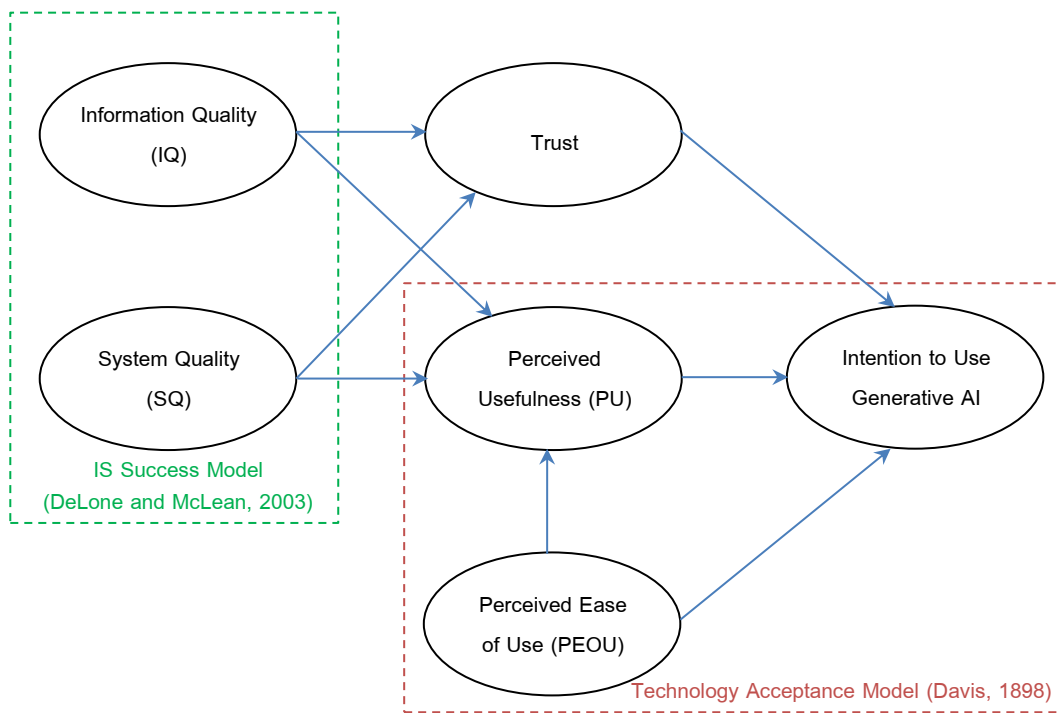 Information Quality
(IQ)
Trust
System Quality
(SQ)
IS Success Model
(DeLone and McLean, 2003)
Perceived
Usefulness (PU)
Intention to Use
Generative AI
Perceived Ease
of Use (PEOU)
Technology Acceptance Model (Davis, 1898)